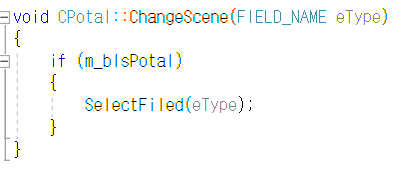 void CPotal::ChangeScene(FIELD_NAME eType)
{
if (m_bIsPotal)
{
SelectFiled(eType);
}
}